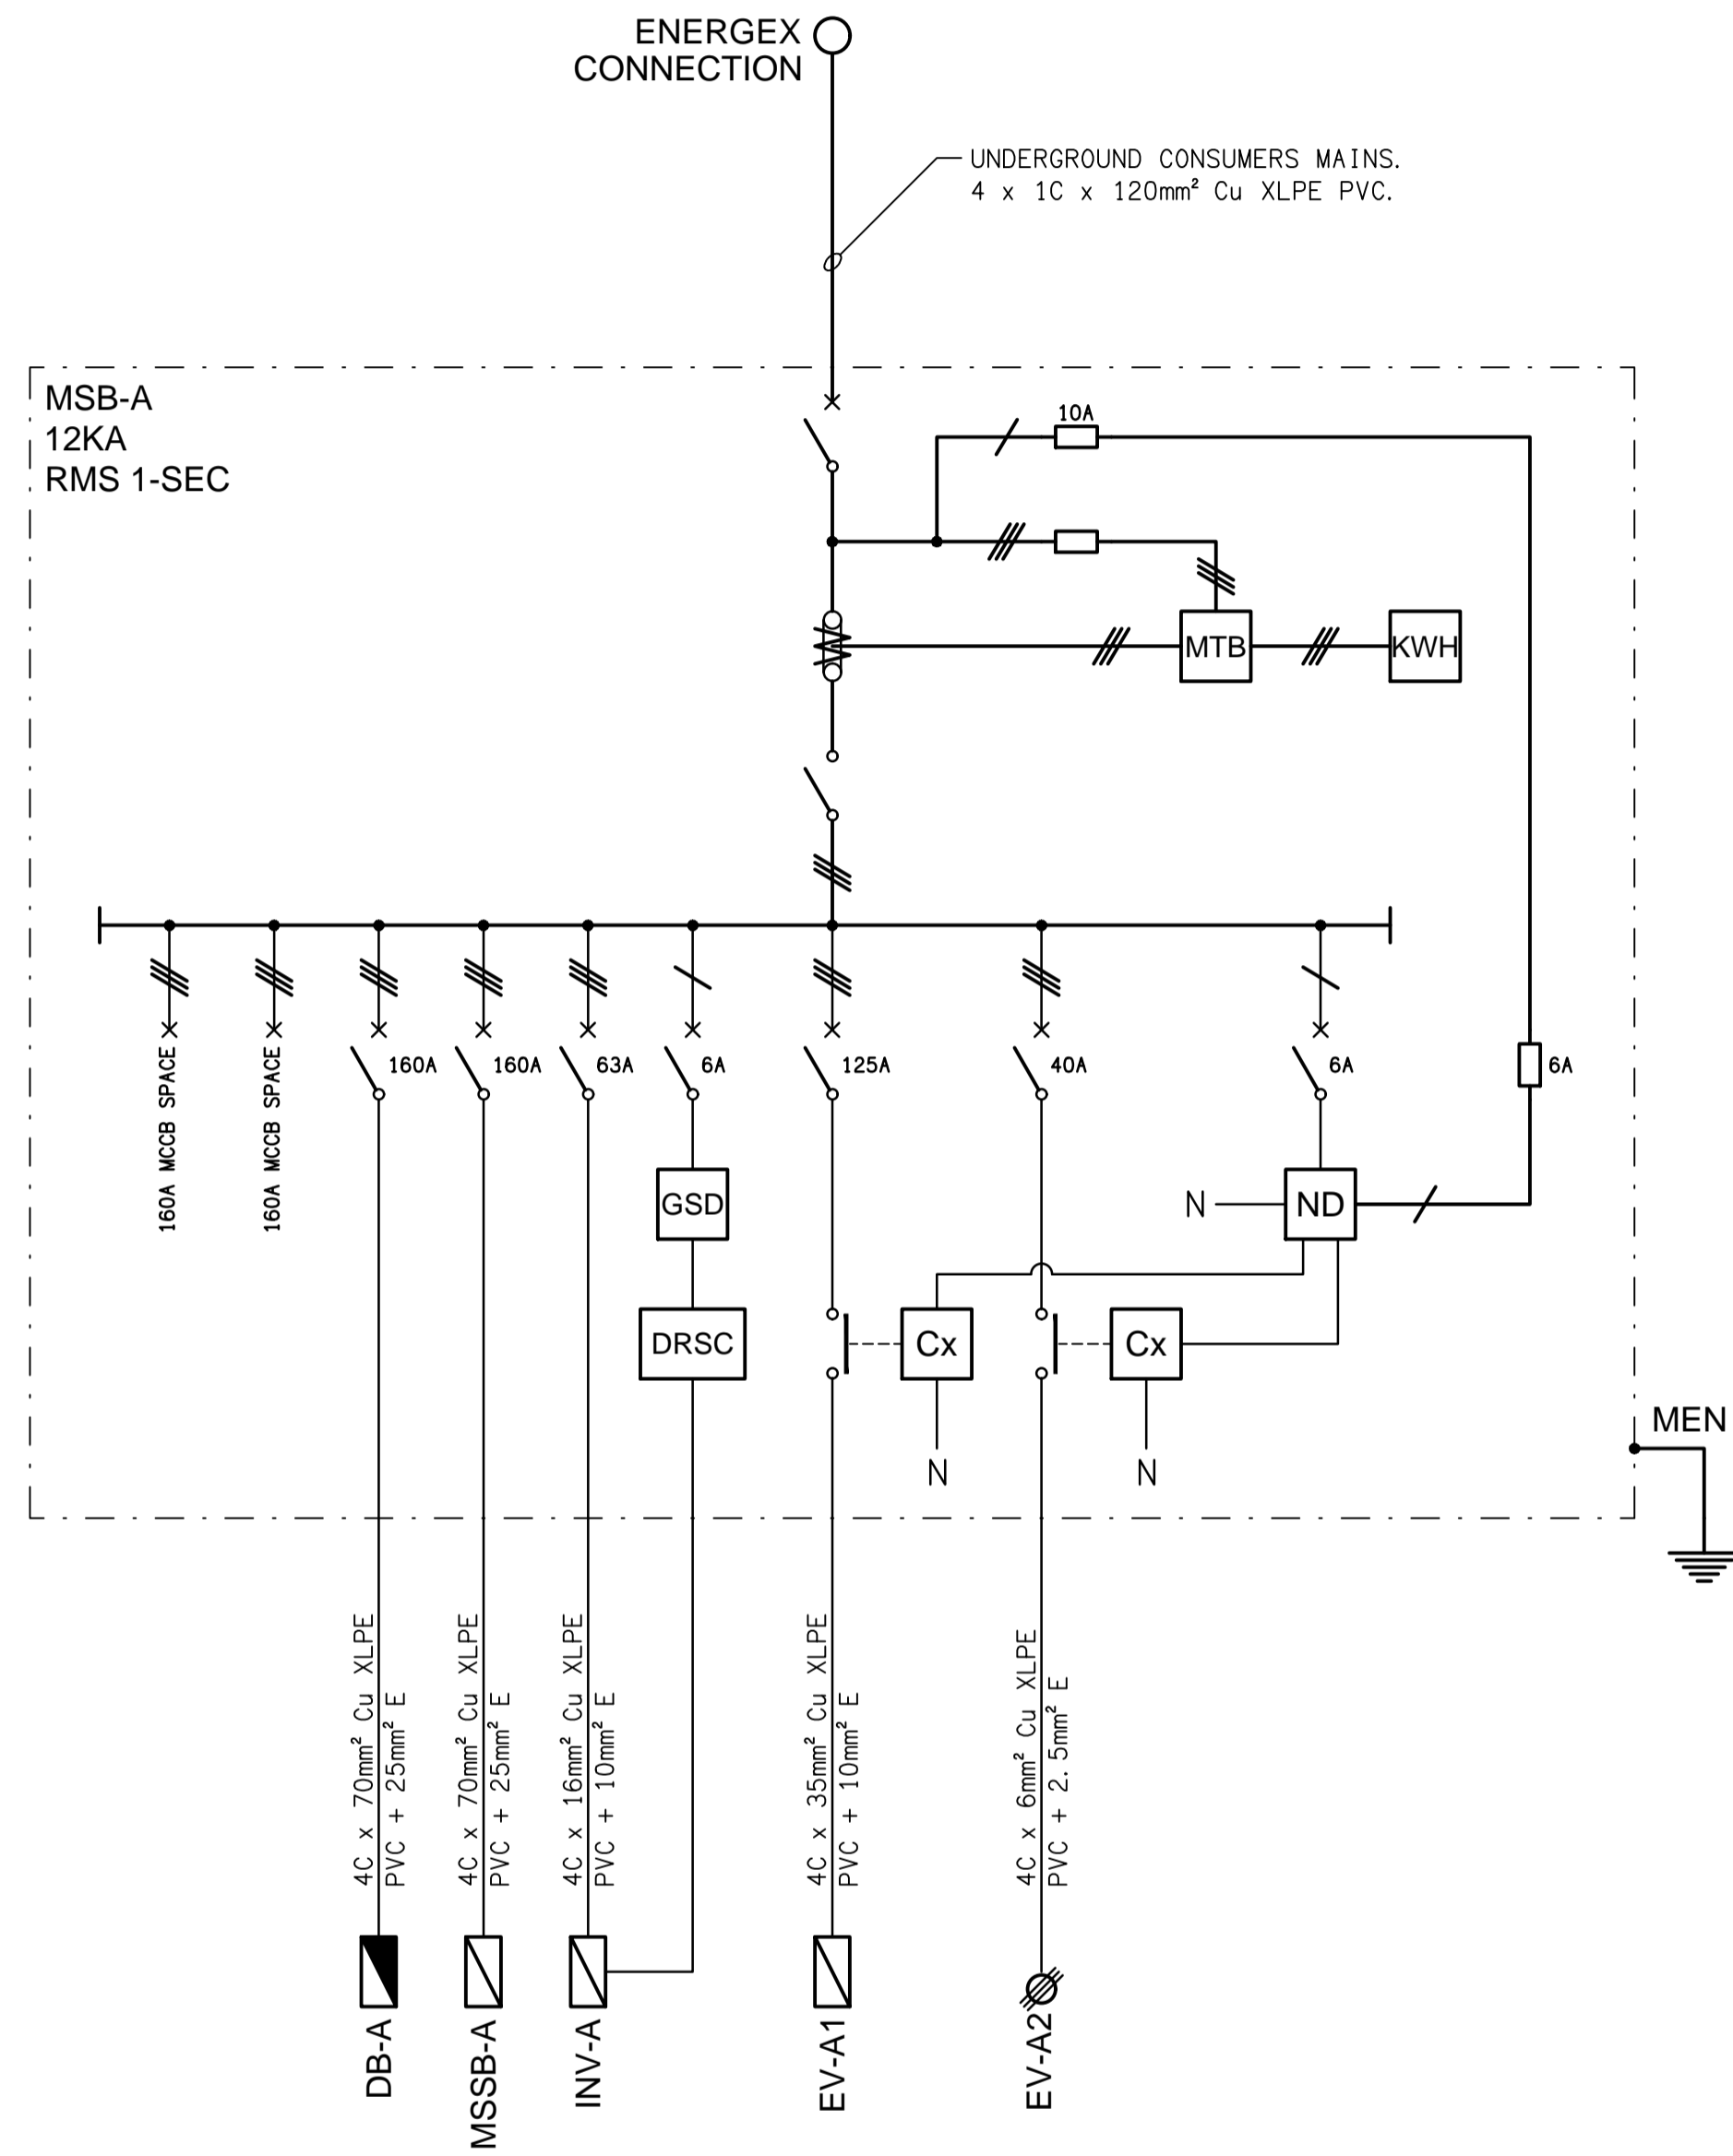 ENERGEX
CONNECTION
UNDERGROUND CONSUMERS MAINS.
4 x 1C x 120mm² Cu XLPE PVC.
MSB-A
12KA
RMS 1-SEC
10A
MTB
KWH
160A MCCB SPACE
160A MCCB SPACE
160A
160A
63A
6A
125A
40A
6A
6A
GSD
N
ND
DRSC
Cx
Cx
N
N
MEN
4C x 70mm² Cu XLPE
PVC + 25mm² E
4C x 70mm² Cu XLPE
PVC + 25mm² E
4C x 16mm² Cu XLPE
PVC + 10mm² E
4C x 35mm² Cu XLPE
PVC + 10mm² E
4C x 6mm² Cu XLPE
PVC + 2.5mm² E
DB-A
MSSB-A
INV-A
EV-A1
EV-A2